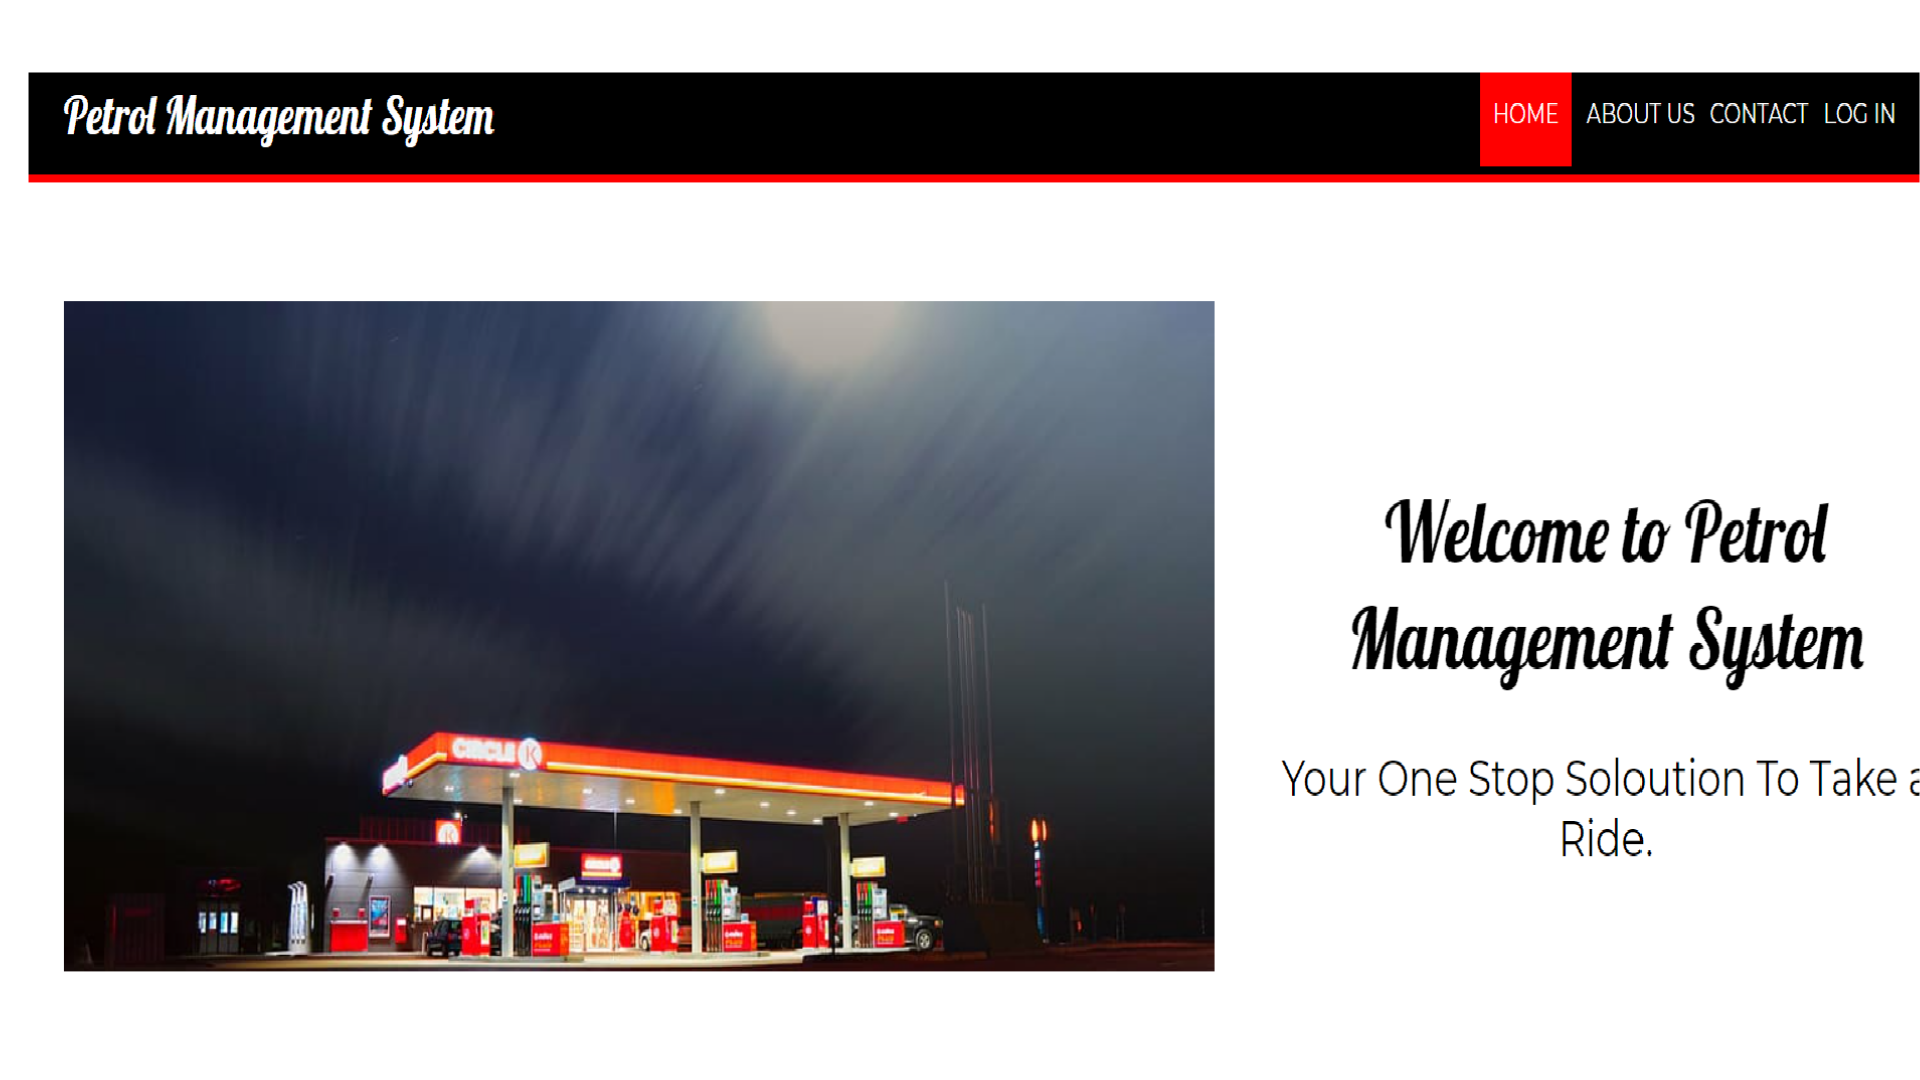 Petrol Management System
HOME ABOUT US CONTACT LOG IN
Welcome to Petrol
Management System
Your One Stop Soloution To Take a
Ride.
CIRCLE K
K